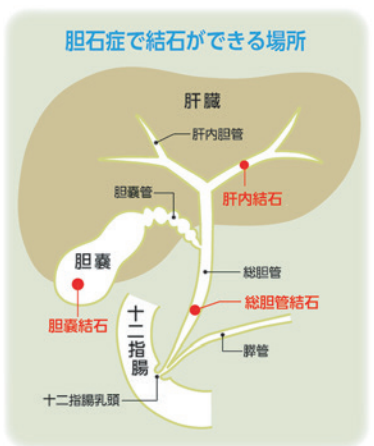 胆石症で結石ができる場所
肝臓
肝内胆管
胆嚢管
肝内結石
胆嚢
総胆管
総胆管結石
胆嚢結石
十二指腸
膵管
十二指腸乳頭